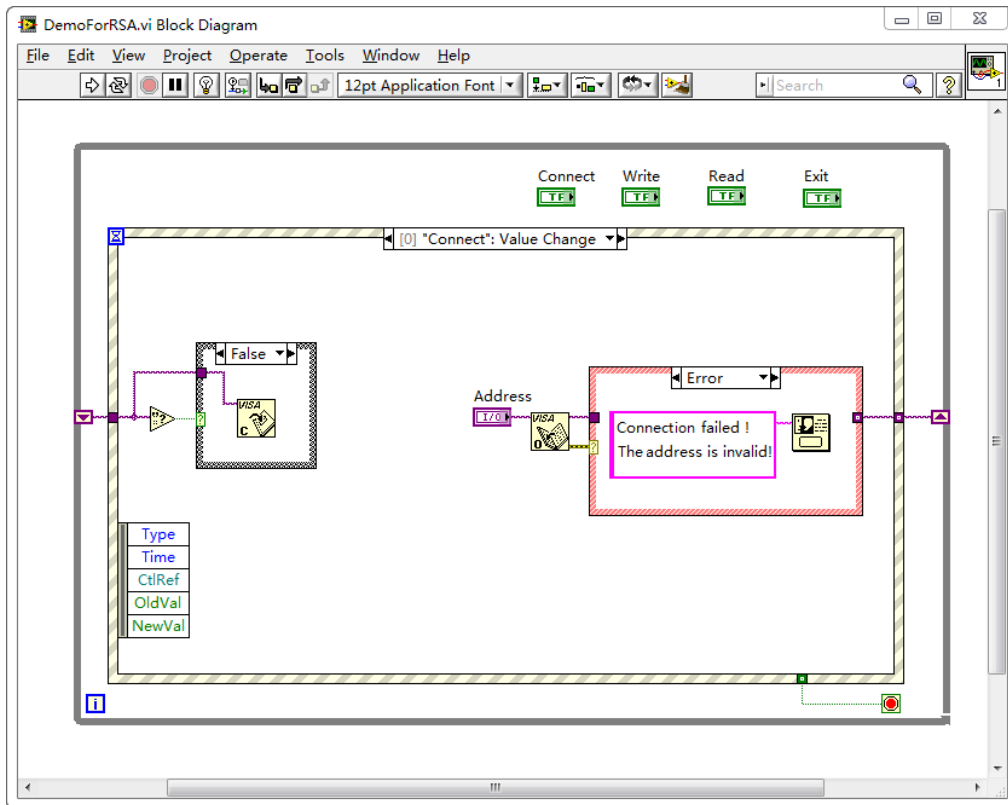 DemoForRSA.vi Block Diagram
File Edit View Project Operate Tools Window Help
12pt Application Font
Search
1
Connect Write Read Exit
TF TF TF TF
[0] "Connect": Value Change
False
Error
Address
I/O
VISA
C
VISA
O
?
?
Connection failed !
The address is invalid!
Type
Time
CtlRef
OldVal
NewVal
i